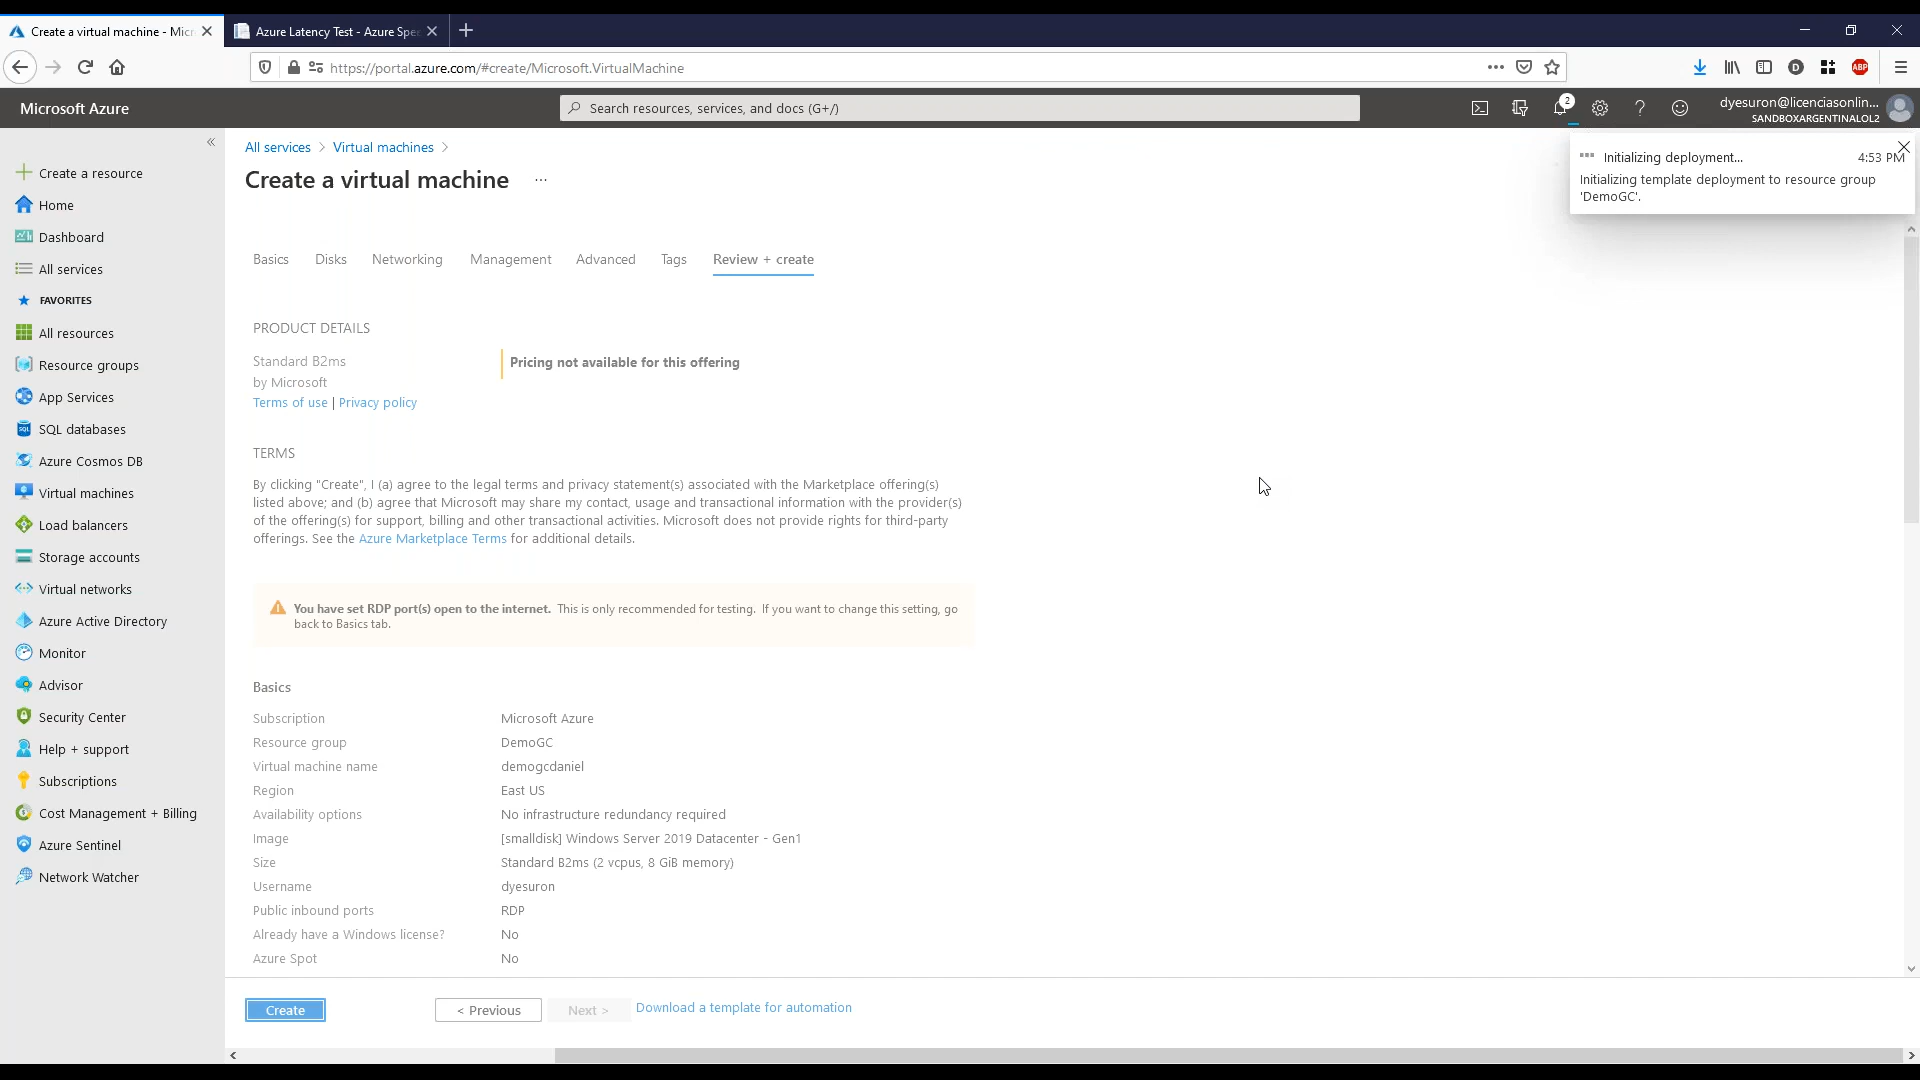 Create a virtual machine - Micr
Azure Latency Test - Azure Spe
https://portal.azure.com/#create/Microsoft.VirtualMachine
D
ABP
Microsoft Azure
Search resources, services, and docs (G+/)
2
dyesuron@licenciasonlin...
SANDBOXARGENTINALOL2
«
Create a resource
Home
Dashboard
All services
FAVORITES
All resources
Resource groups
App Services
SQL
SQL databases
Azure Cosmos DB
Virtual machines
Load balancers
Storage accounts
Virtual networks
Azure Active Directory
Monitor
Advisor
Security Center
Help + support
Subscriptions
Cost Management + Billing
Azure Sentinel
Network Watcher
All services > Virtual machines >
Create a virtual machine ...
Initializing deployment... 4:53 PM
Initializing template deployment to resource group
'DemoGC'.
Basics Disks Networking Management Advanced Tags Review + create
PRODUCT DETAILS
Standard B2ms
by Microsoft
Terms of use | Privacy policy
Pricing not available for this offering
TERMS
By clicking "Create", I (a) agree to the legal terms and privacy statement(s) associated with the Marketplace offering(s)
listed above; and (b) agree that Microsoft may share my contact, usage and transactional information with the provider(s)
of the offering(s) for support, billing and other transactional activities. Microsoft does not provide rights for third-party
offerings. See the Azure Marketplace Terms for additional details.
You have set RDP port(s) open to the internet. This is only recommended for testing. If you want to change this setting, go
back to Basics tab.
Basics
Subscription Microsoft Azure
Resource group DemoGC
Virtual machine name demogcdaniel
Region East US
Availability options No infrastructure redundancy required
Image [smalldisk] Windows Server 2019 Datacenter - Gen1
Size Standard B2ms (2 vcpus, 8 GiB memory)
Username dyesuron
Public inbound ports RDP
Already have a Windows license? No
Azure Spot No
Create < Previous Next > Download a template for automation